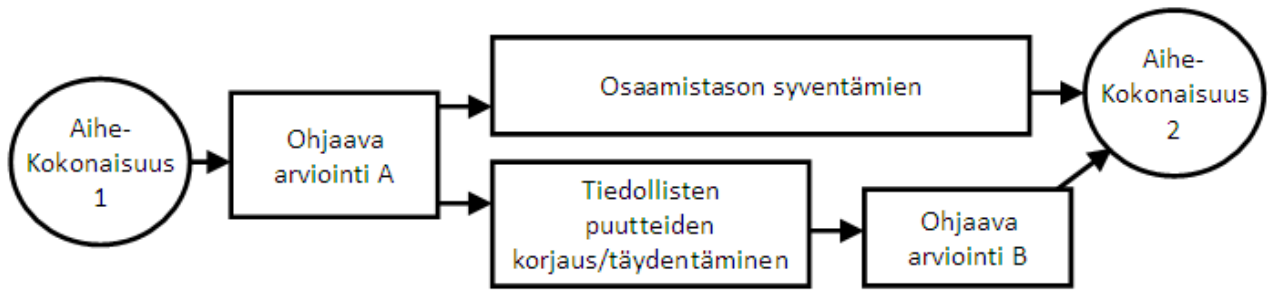 Aihe-
Kokonaisuus
1
Ohjaava
arviointi A
Osaamistason syventämien
Tiedollisten
puutteiden
korjaus/täydentäminen
Ohjaava
arviointi B
Aihe-
Kokonaisuus
2